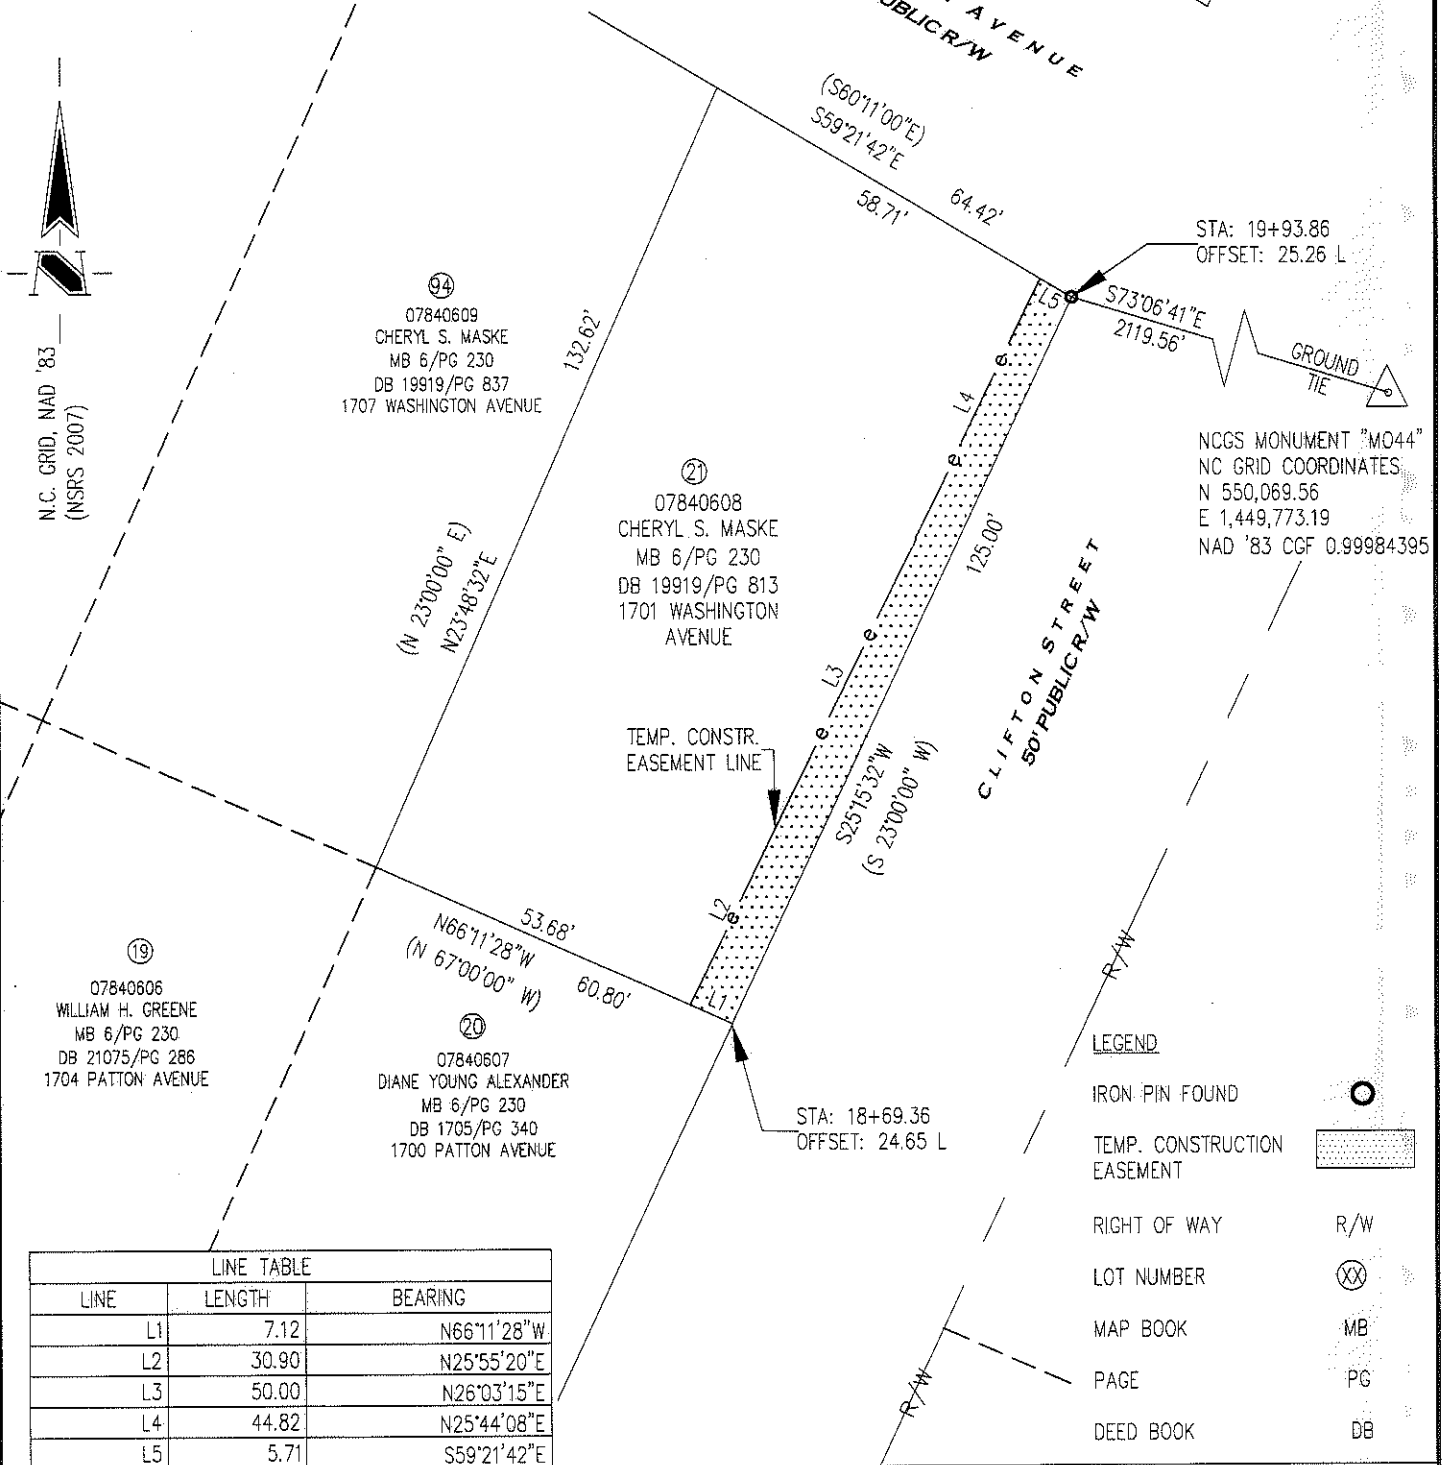 AVENUE
PUBLIC R/W
(S60°11'00"E)
S59°21'42"E
58.71'
64.42'
STA: 19+93.86
OFFSET: 25.26 L
L5
S73°06'41"E
2119.56'
GROUND
TIE
NCGS MONUMENT "MO44"
NC GRID COORDINATES
N 550,069.56
E 1,449,773.19
NAD '83 CGF 0.99984395
N
N.C. GRID, NAD '83
(NSRS 2007)
94
07840609
CHERYL S. MASKE
MB 6/PG 230
DB 19919/PG 837
1707 WASHINGTON AVENUE
132.62'
(N 23°00'00" E)
N23°48'32"E
21
07840608
CHERYL S. MASKE
MB 6/PG 230
DB 19919/PG 813
1701 WASHINGTON
AVENUE
e
L4
e
125.00'
e
L3
e
CLIFTON STREET
50' PUBLIC R/W
TEMP. CONSTR.
EASEMENT LINE
S25°15'32"W
(S 23°00'00" W)
L2
e
L1
53.68'
N66°11'28"W
(N 67°00'00" W)
60.80'
19
07840606
WILLIAM H. GREENE
MB 6/PG 230
DB 21075/PG 286
1704 PATTON AVENUE
20
07840607
DIANE YOUNG ALEXANDER
MB 6/PG 230
DB 1705/PG 340
1700 PATTON AVENUE
STA: 18+69.36
OFFSET: 24.65 L
R/W
R/W
LEGEND
IRON PIN FOUND
TEMP. CONSTRUCTION
EASEMENT
RIGHT OF WAY R/W
LOT NUMBER XX
MAP BOOK MB
PAGE PG
DEED BOOK DB
LINE TABLE
LINE LENGTH BEARING
L1 7.12 N66°11'28"W
L2 30.90 N25°55'20"E
L3 50.00 N26°03'15"E
L4 44.82 N25°44'08"E
L5 5.71 S59°21'42"E